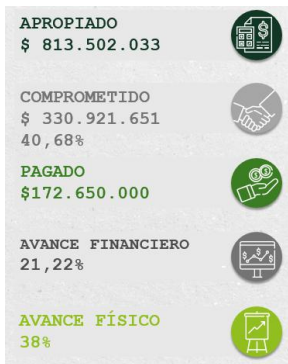 APROPIADO
$ 813.502.033
COMPROMETIDO
$ 330.921.651
40,68%
PAGADO
$172.650.000
AVANCE FINANCIERO
21,22%
AVANCE FÍSICO
38%